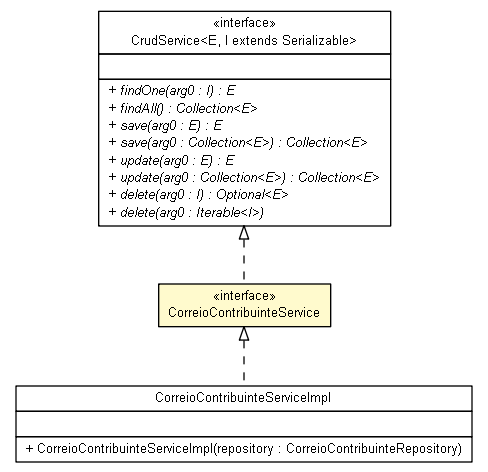 «interface»
CrudService<E, I extends Serializable>
+ findOne(arg0 : I) : E
+ findAll() : Collection<E>
+ save(arg0 : E) : E
+ save(arg0 : Collection<E>) : Collection<E>
+ update(arg0 : E) : E
+ update(arg0 : Collection<E>) : Collection<E>
+ delete(arg0 : I) : Optional<E>
+ delete(arg0 : Iterable<I>)
«interface»
CorreioContribuinteService
CorreioContribuinteServiceImpl
+ CorreioContribuinteServiceImpl(repository : CorreioContribuinteRepository)